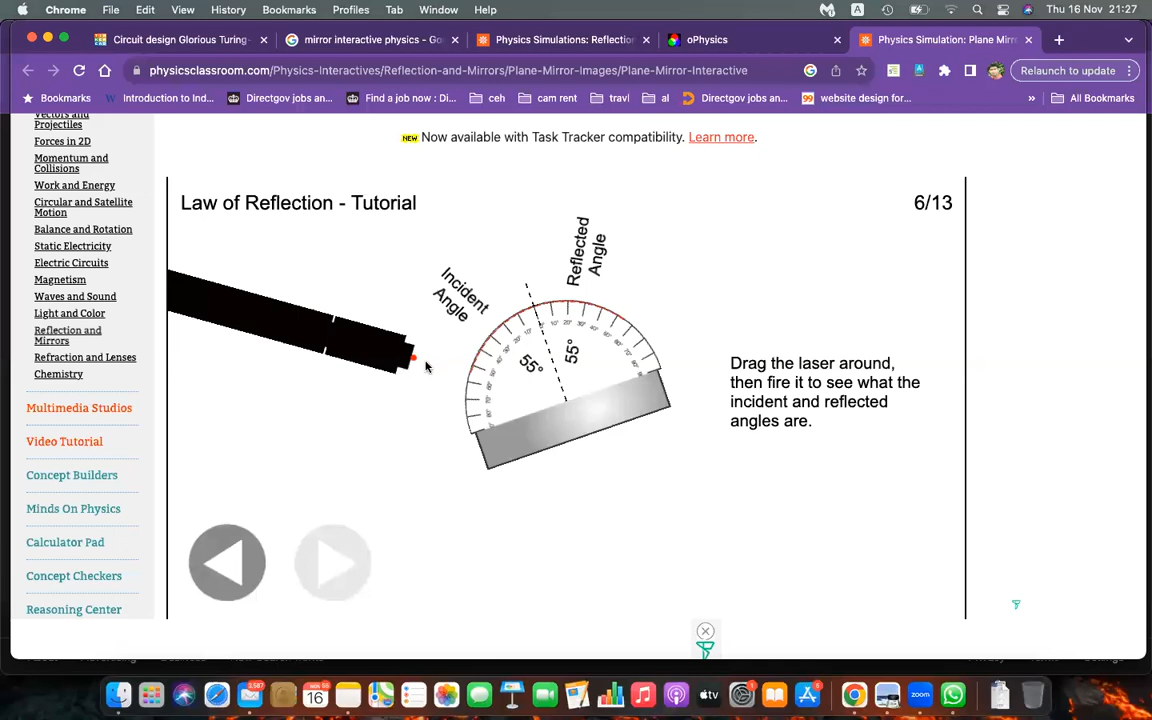 Chrome File Edit View History Bookmarks Profiles Tab Window Help A Thu 16 Nov 21:27
Circuit design Glorious Turing- mirror interactive physics - Go Physics Simulations: Reflection oPhysics Physics Simulation: Plane Mirr
physicsclassroom.com/Physics-Interactives/Reflection-and-Mirrors/Plane-Mirror-Images/Plane-Mirror-Interactive Relaunch to update
Bookmarks Introduction to Ind... Directgov jobs an... Find a job now : Di... ceh cam rent travl al Directgov jobs an... website design for... » All Bookmarks
Vectors and
Projectiles
Forces in 2D
Momentum and
Collisions
Work and Energy
Circular and Satellite
Motion
Balance and Rotation
Static Electricity
Electric Circuits
Magnetism
Waves and Sound
Light and Color
Reflection and
Mirrors
Refraction and Lenses
Chemistry
Multimedia Studios
Video Tutorial
Concept Builders
Minds On Physics
Calculator Pad
Concept Checkers
Reasoning Center
NEW Now available with Task Tracker compatibility. Learn more.
Law of Reflection - Tutorial 6/13
Incident
Angle
Reflected
Angle
55°
55°
Drag the laser around,
then fire it to see what the
incident and reflected
angles are.
3,587
NOV
16
tv
zoom